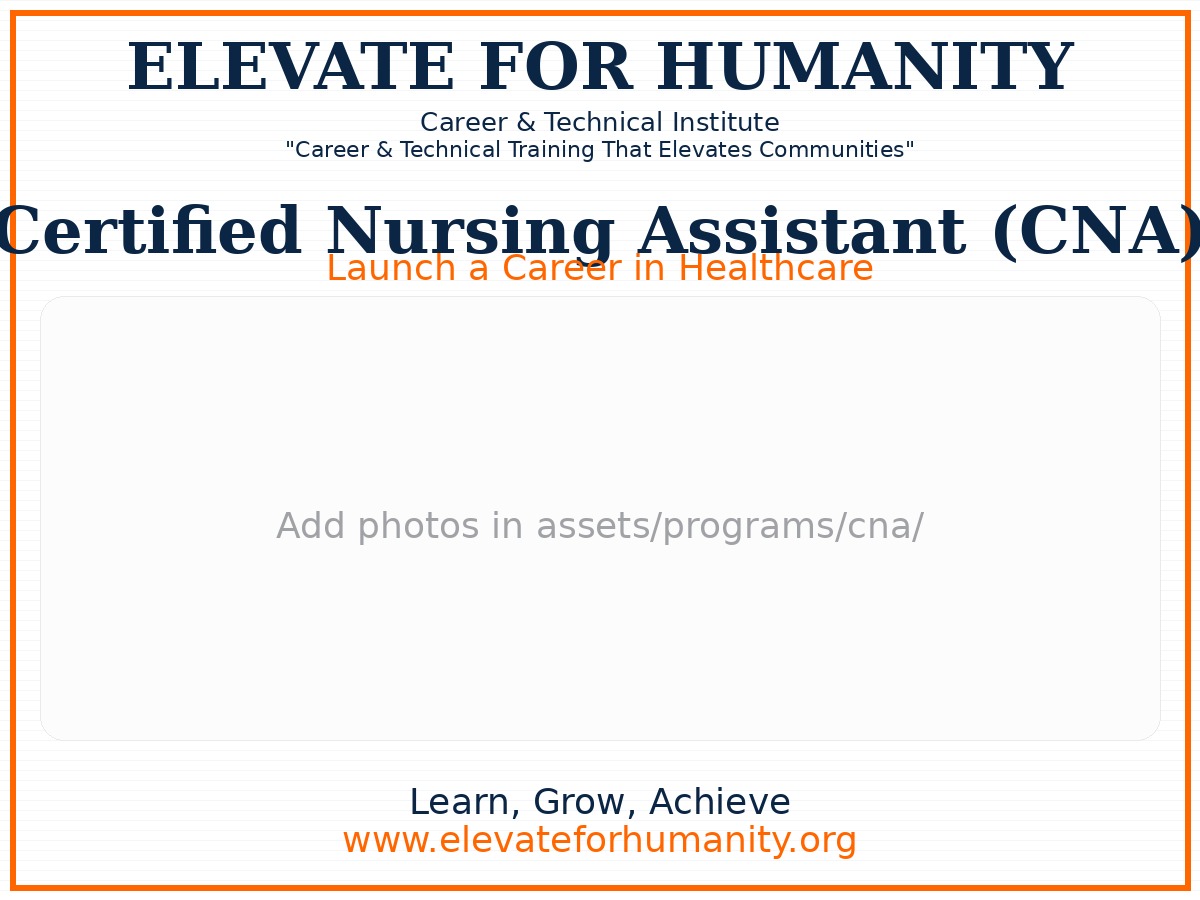 ELEVATE FOR HUMANITY
Career & Technical Institute
"Career & Technical Training That Elevates Communities"
Certified Nursing Assistant (CNA)
Launch a Career in Healthcare
Add photos in assets/programs/cna/
Learn, Grow, Achieve
www.elevateforhumanity.org